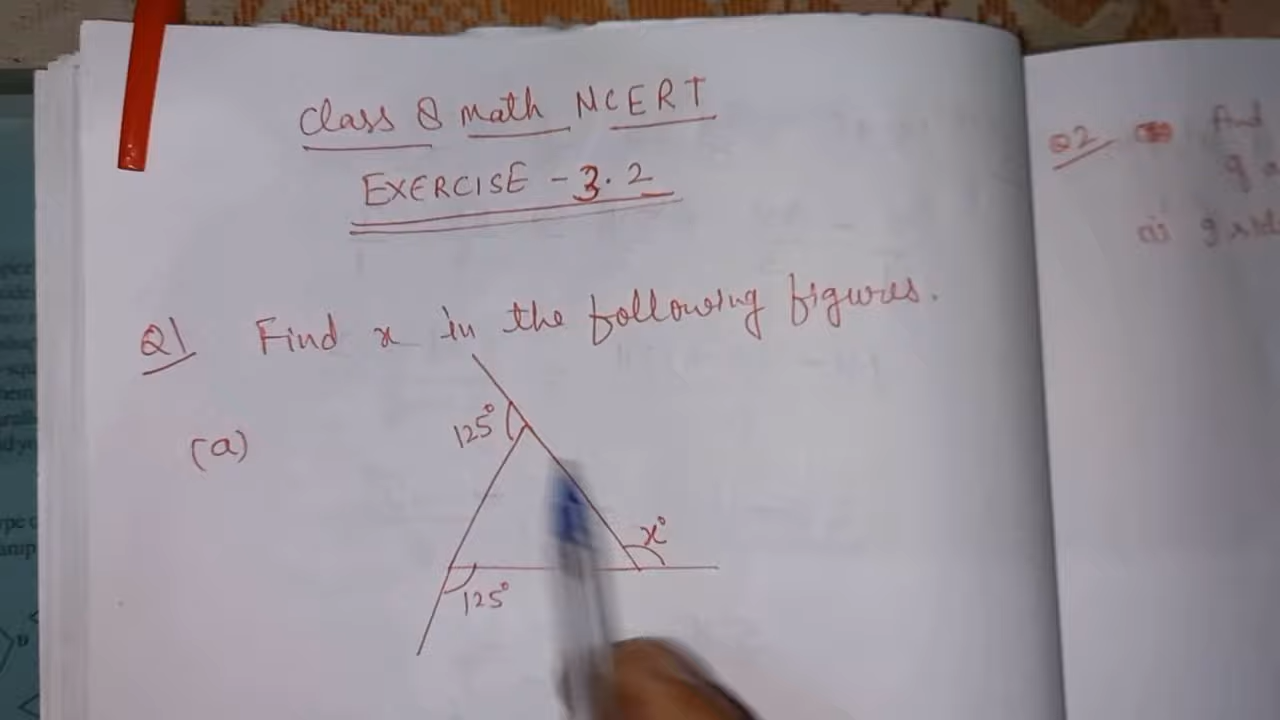 Class 8 math NCERT
EXERCISE - 3.2
Q1 Find x in the following figures.
(a)
125°
x°
125°
Q2